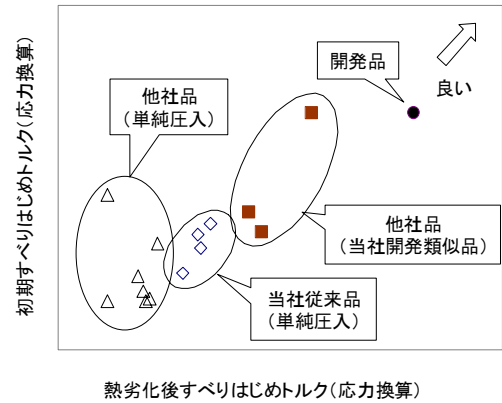 開発品
良い
他社品
(単純圧入)
他社品
(当社開発類似品)
当社従来品
(単純圧入)
初期すべりはじめトルク(応力換算)
熱劣化後すべりはじめトルク(応力換算)